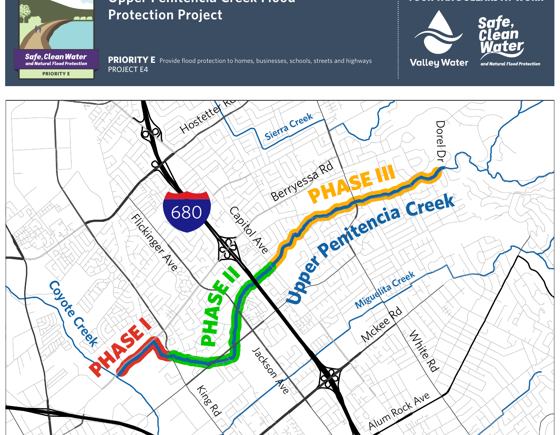 Upper Penitencia Creek Flood
Protection Project
PRIORITY E Provide flood protection to homes, businesses, schools, streets and highways
PROJECT E4
Safe, Clean Water
and Natural Flood Protection
PRIORITY E
Valley Water
Safe,
Clean
Water
and Natural Flood Protection
Hostetter Rd
Sierra Creek
Dorel Dr
Berryessa Rd
PHASE III
680
Capitol Ave
Flickinger Ave
Upper Penitencia Creek
PHASE II
Miguelita Creek
Coyote Creek
PHASE I
Mckee Rd
White Rd
Jackson Ave
King Rd
Alum Rock Ave